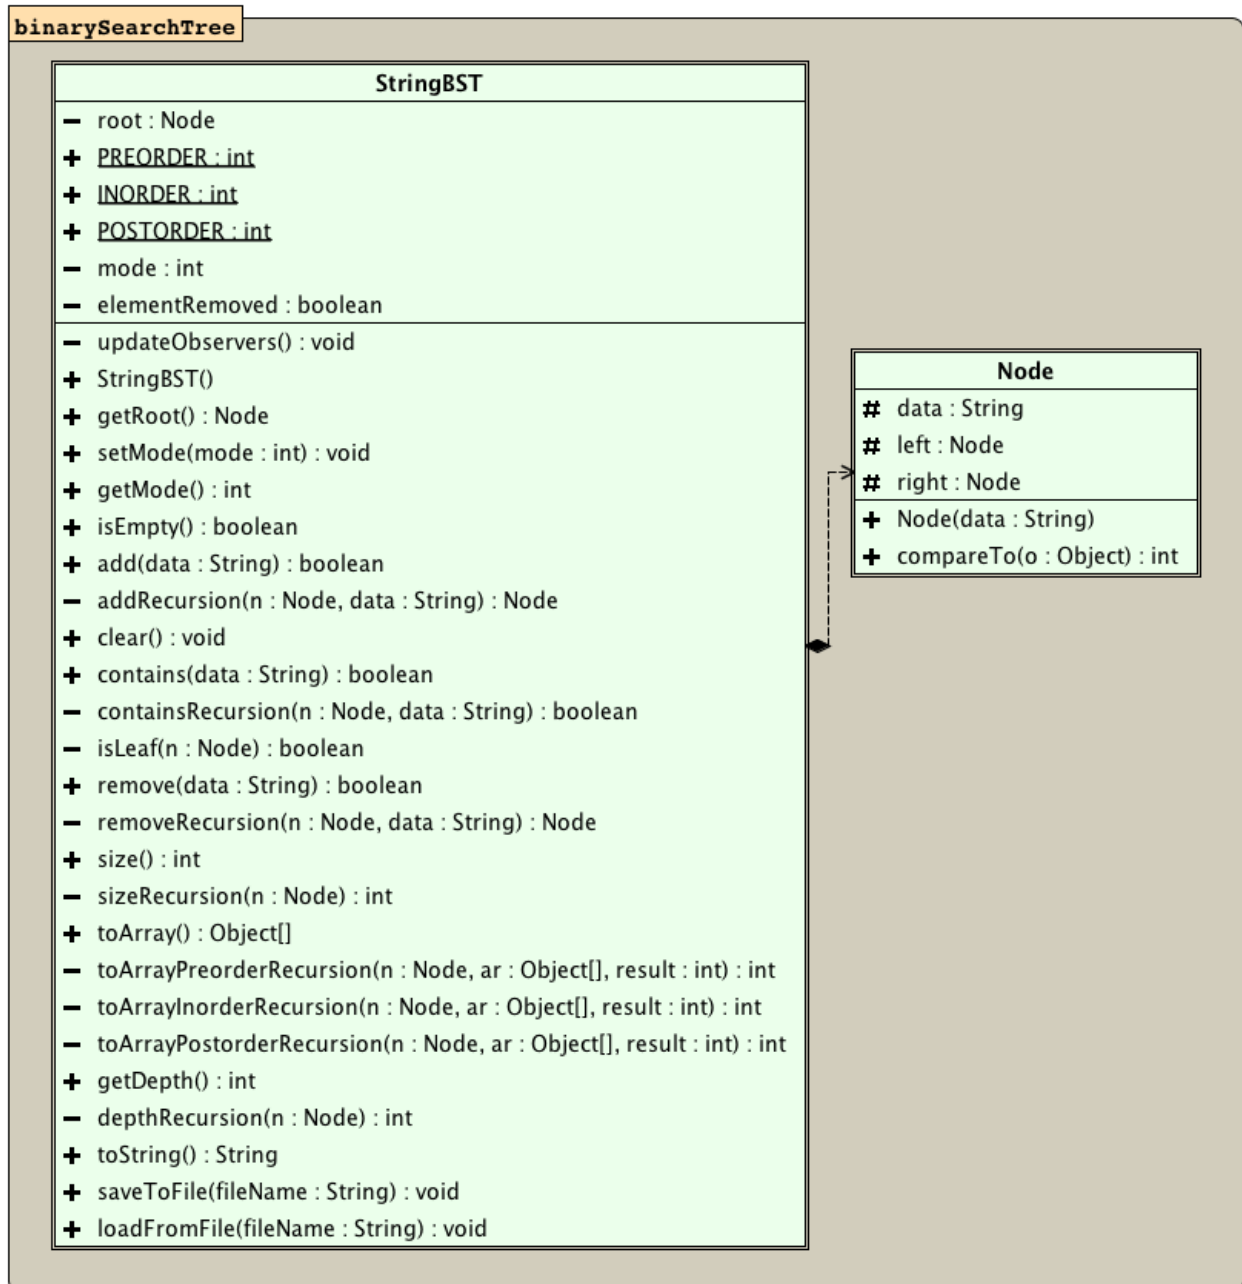 binarySearchTree
StringBST
− root : Node
+ PREORDER : int
+ INORDER : int
+ POSTORDER : int
− mode : int
− elementRemoved : boolean
− updateObservers() : void
+ StringBST()
+ getRoot() : Node
+ setMode(mode : int) : void
+ getMode() : int
+ isEmpty() : boolean
+ add(data : String) : boolean
− addRecursion(n : Node, data : String) : Node
+ clear() : void
+ contains(data : String) : boolean
− containsRecursion(n : Node, data : String) : boolean
− isLeaf(n : Node) : boolean
+ remove(data : String) : boolean
− removeRecursion(n : Node, data : String) : Node
+ size() : int
− sizeRecursion(n : Node) : int
+ toArray() : Object[]
− toArrayPreorderRecursion(n : Node, ar : Object[], result : int) : int
− toArrayInorderRecursion(n : Node, ar : Object[], result : int) : int
− toArrayPostorderRecursion(n : Node, ar : Object[], result : int) : int
+ getDepth() : int
− depthRecursion(n : Node) : int
+ toString() : String
+ saveToFile(fileName : String) : void
+ loadFromFile(fileName : String) : void
Node
# data : String
# left : Node
# right : Node
+ Node(data : String)
+ compareTo(o : Object) : int